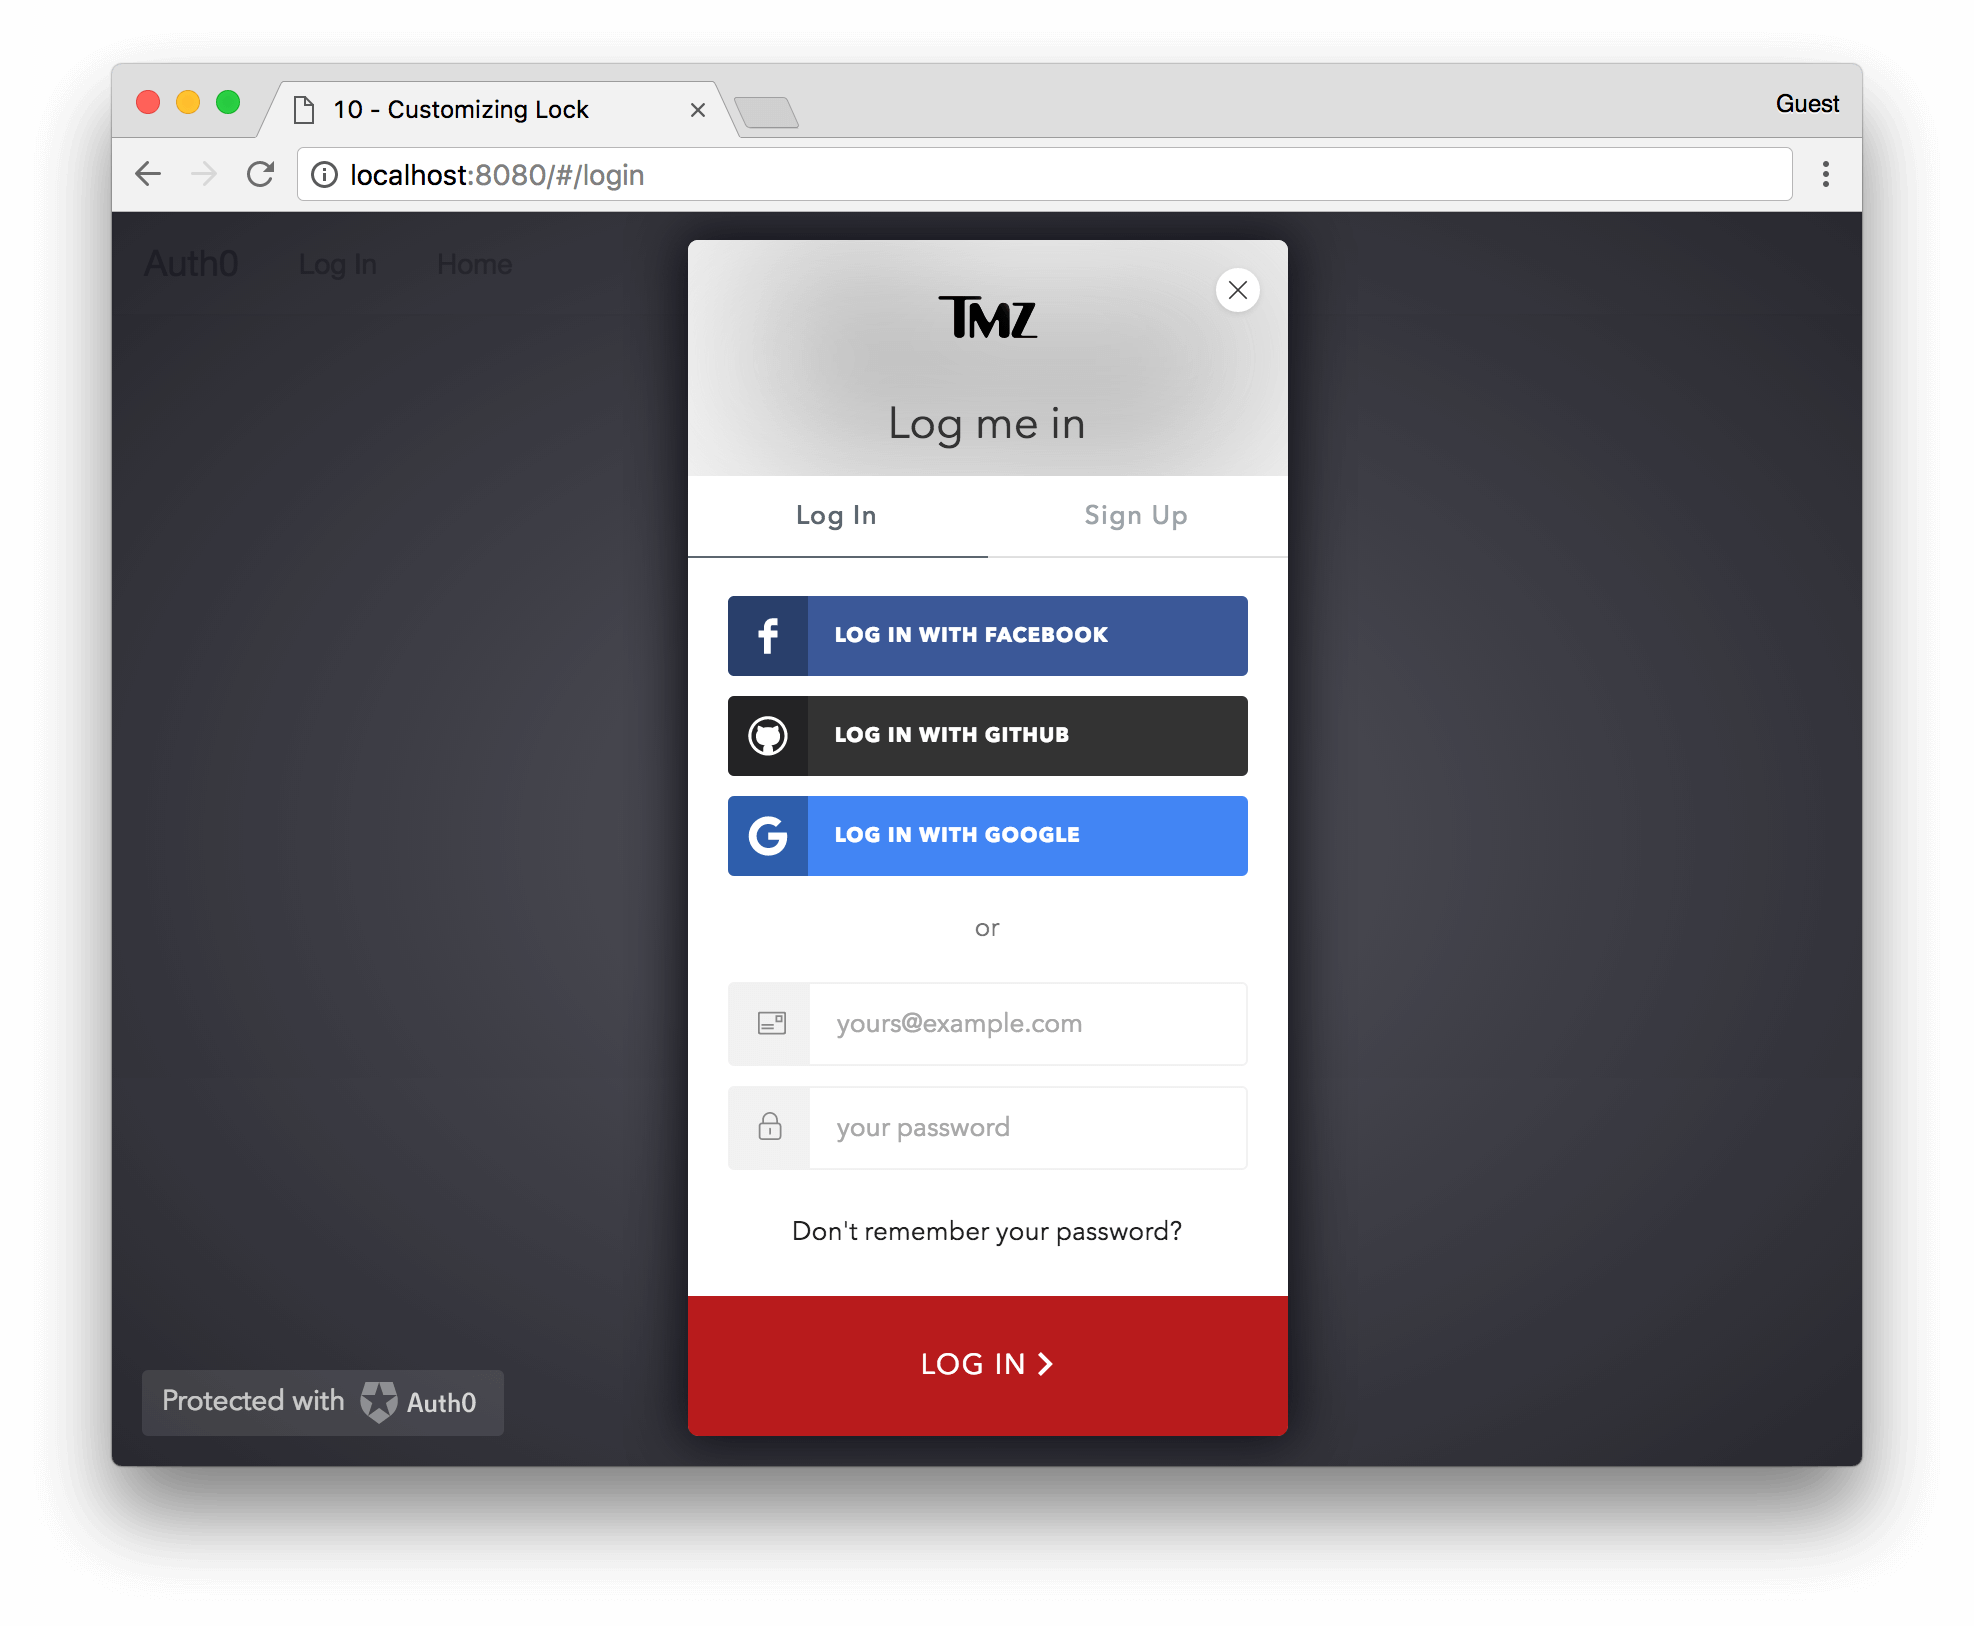 10 - Customizing Lock
Guest
localhost:8080/#/login
Auth0 Log In Home
TMZ
Log me in
Log In Sign Up
LOG IN WITH FACEBOOK
LOG IN WITH GITHUB
LOG IN WITH GOOGLE
or
yours@example.com
your password
Don't remember your password?
LOG IN
Protected with Auth0